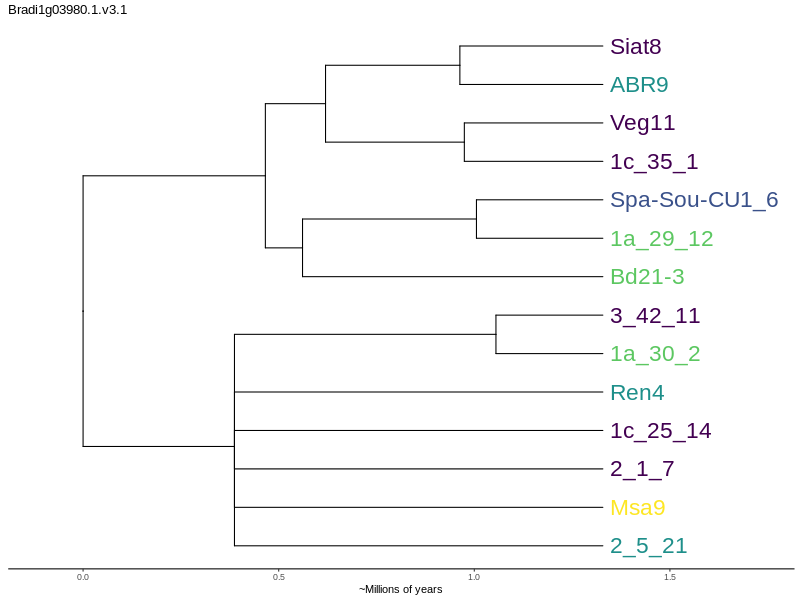 Bradi1g03980.1.v3.1
Siat8
ABR9
Veg11
1c_35_1
Spa-Sou-CU1_6
1a_29_12
Bd21-3
3_42_11
1a_30_2
Ren4
1c_25_14
2_1_7
Msa9
2_5_21
0.0 0.5 1.0 1.5
~Millions of years